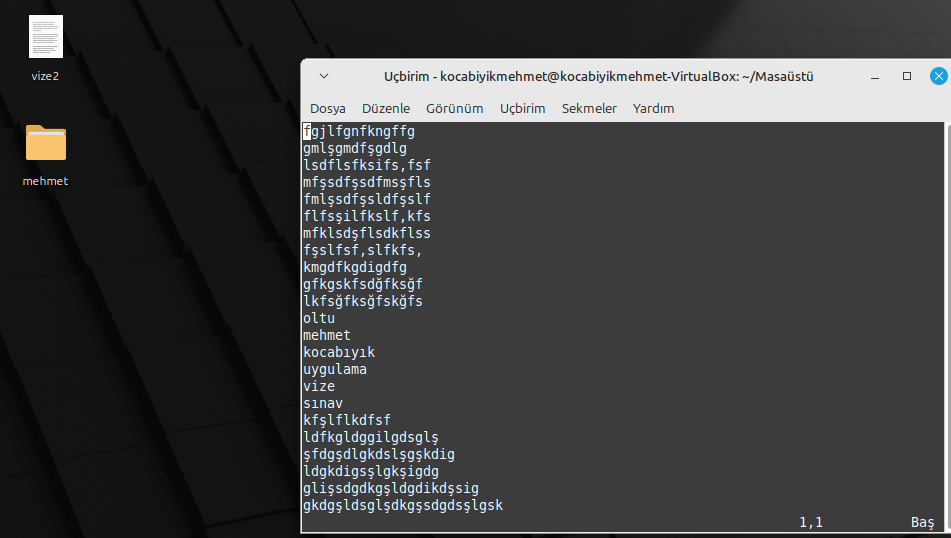 vize2
mehmet
Uçbirim - kocabiyikmehmet@kocabiyikmehmet-VirtualBox: ~/Masaüstü
Dosya Düzenle Görünüm Uçbirim Sekmeler Yardım
fgjlfgnfkngffg
gmlşgmdfşgdlg
lsdflsfksifs,fsf
mfşsdfşsdfmsşfls
fmlşsdfşsldfşslf
flfsşilfkslf,kfs
mfklsdşflsdkflss
fşslfsf,slfkfs,
kmgdfkgdigdfg
gfkgskfsdğfksğf
lkfsğfksğfskğfs
oltu
mehmet
kocabıyık
uygulama
vize
sınav
kfşlflkdfsf
ldfkgldggilgdsglş
şfdgşdlgkdslşgşkdig
ldgkdigsşlgkşigdg
glişsdgdkgşldgdikdşsig
gkdgşldsglşdkgşsdgdsşlgsk
1,1 Baş